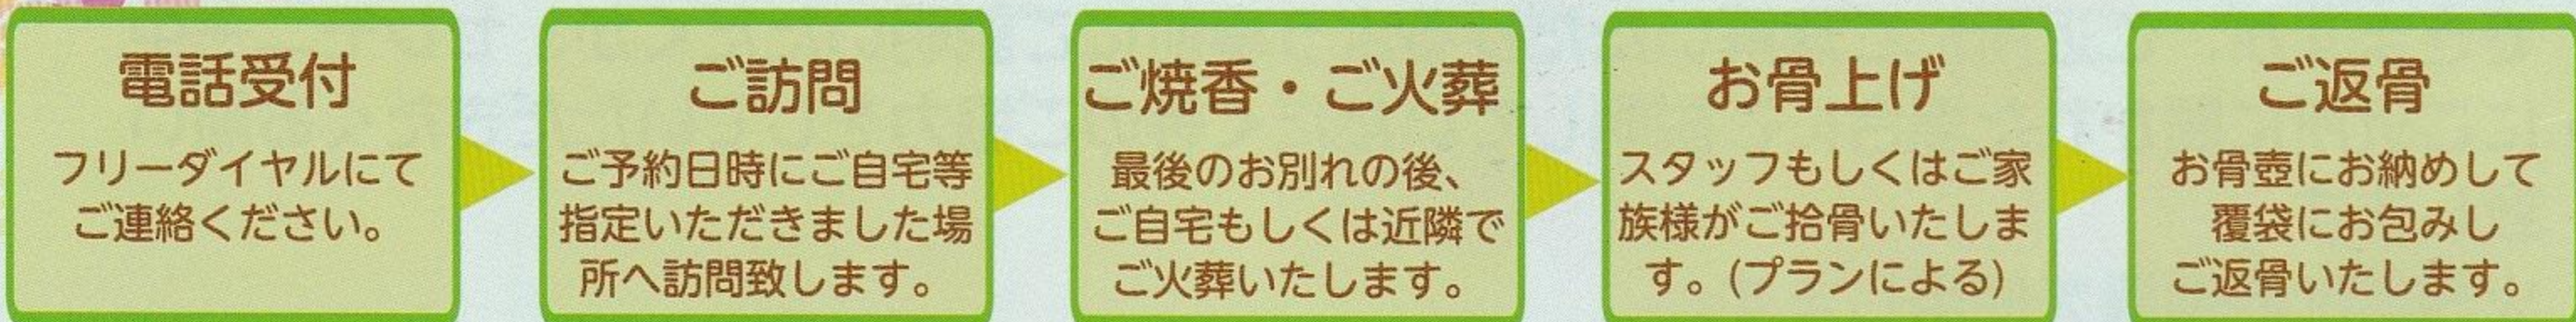 電話受付
フリーダイヤルにて
ご連絡ください。
ご訪問
ご予約日時にご自宅等
指定いただきました場
所へ訪問致します。
ご焼香・ご火葬
最後のお別れの後、
ご自宅もしくは近隣で
ご火葬いたします。
お骨上げ
スタッフもしくはご家
族様がご拾骨いたしま
す。(プランによる)
ご返骨
お骨壺にお納めして
覆袋にお包みし
ご返骨いたします。